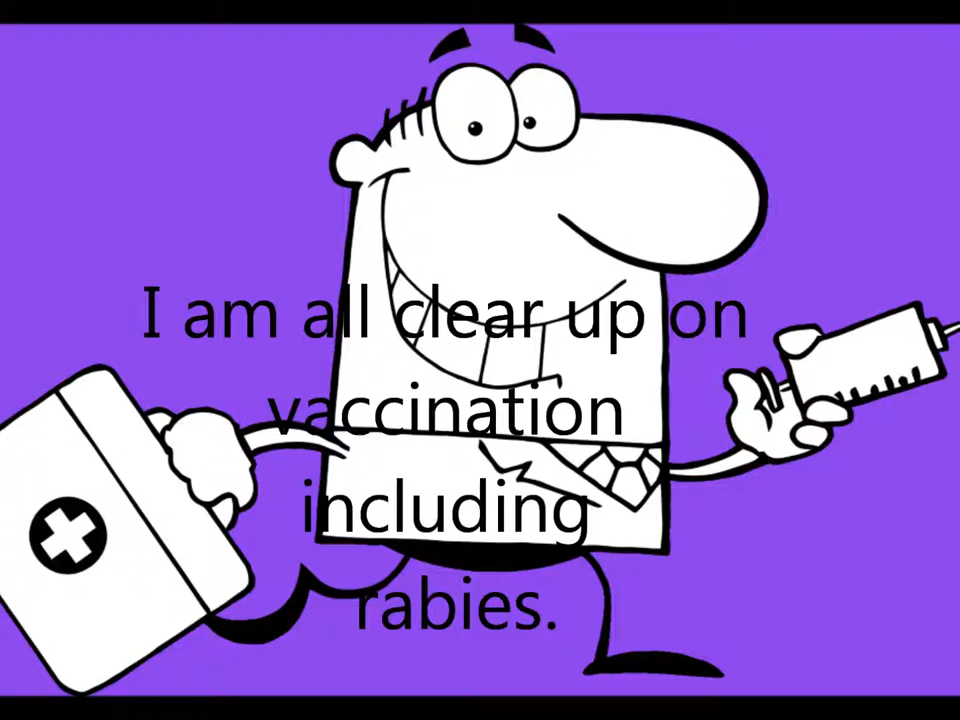 I am all clear up on
vaccination
including
rabies.